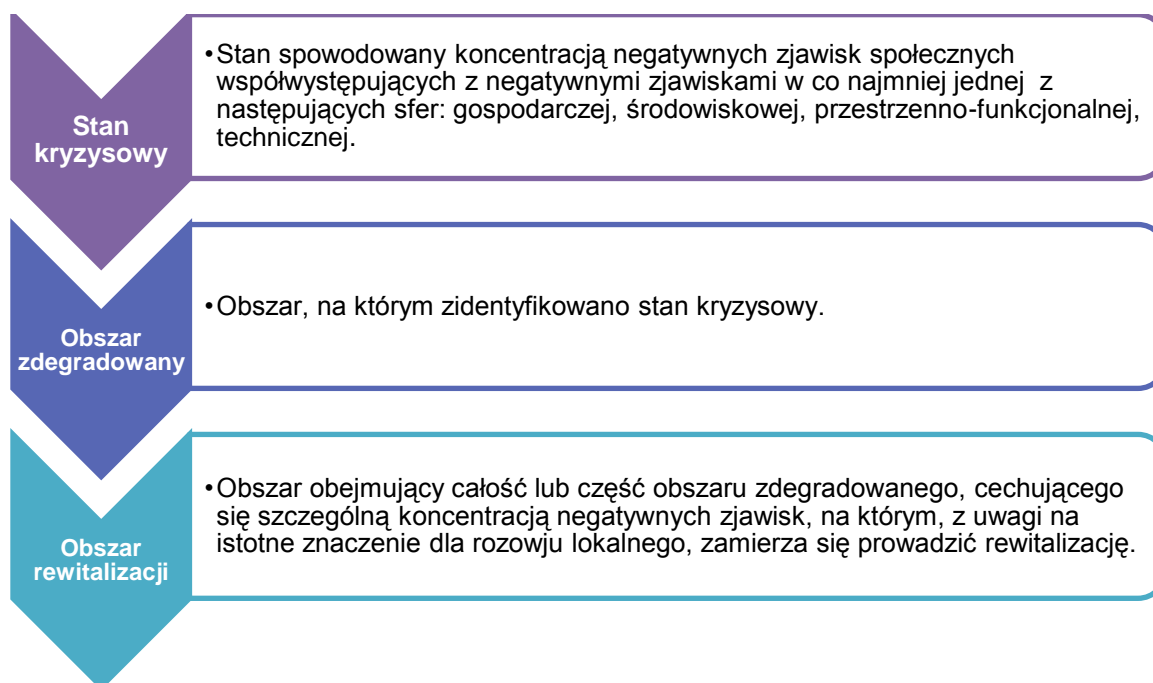 Stan
kryzysowy
•Stan spowodowany koncentracją negatywnych zjawisk społecznych
współwystępujących z negatywnymi zjawiskami w co najmniej jednej z
następujących sfer: gospodarczej, środowiskowej, przestrzenno-funkcjonalnej,
technicznej.
Obszar
zdegradowany
•Obszar, na którym zidentyfikowano stan kryzysowy.
Obszar
rewitalizacji
•Obszar obejmujący całość lub część obszaru zdegradowanego, cechującego
się szczególną koncentracją negatywnych zjawisk, na którym, z uwagi na
istotne znaczenie dla rozowju lokalnego, zamierza się prowadzić rewitalizację.